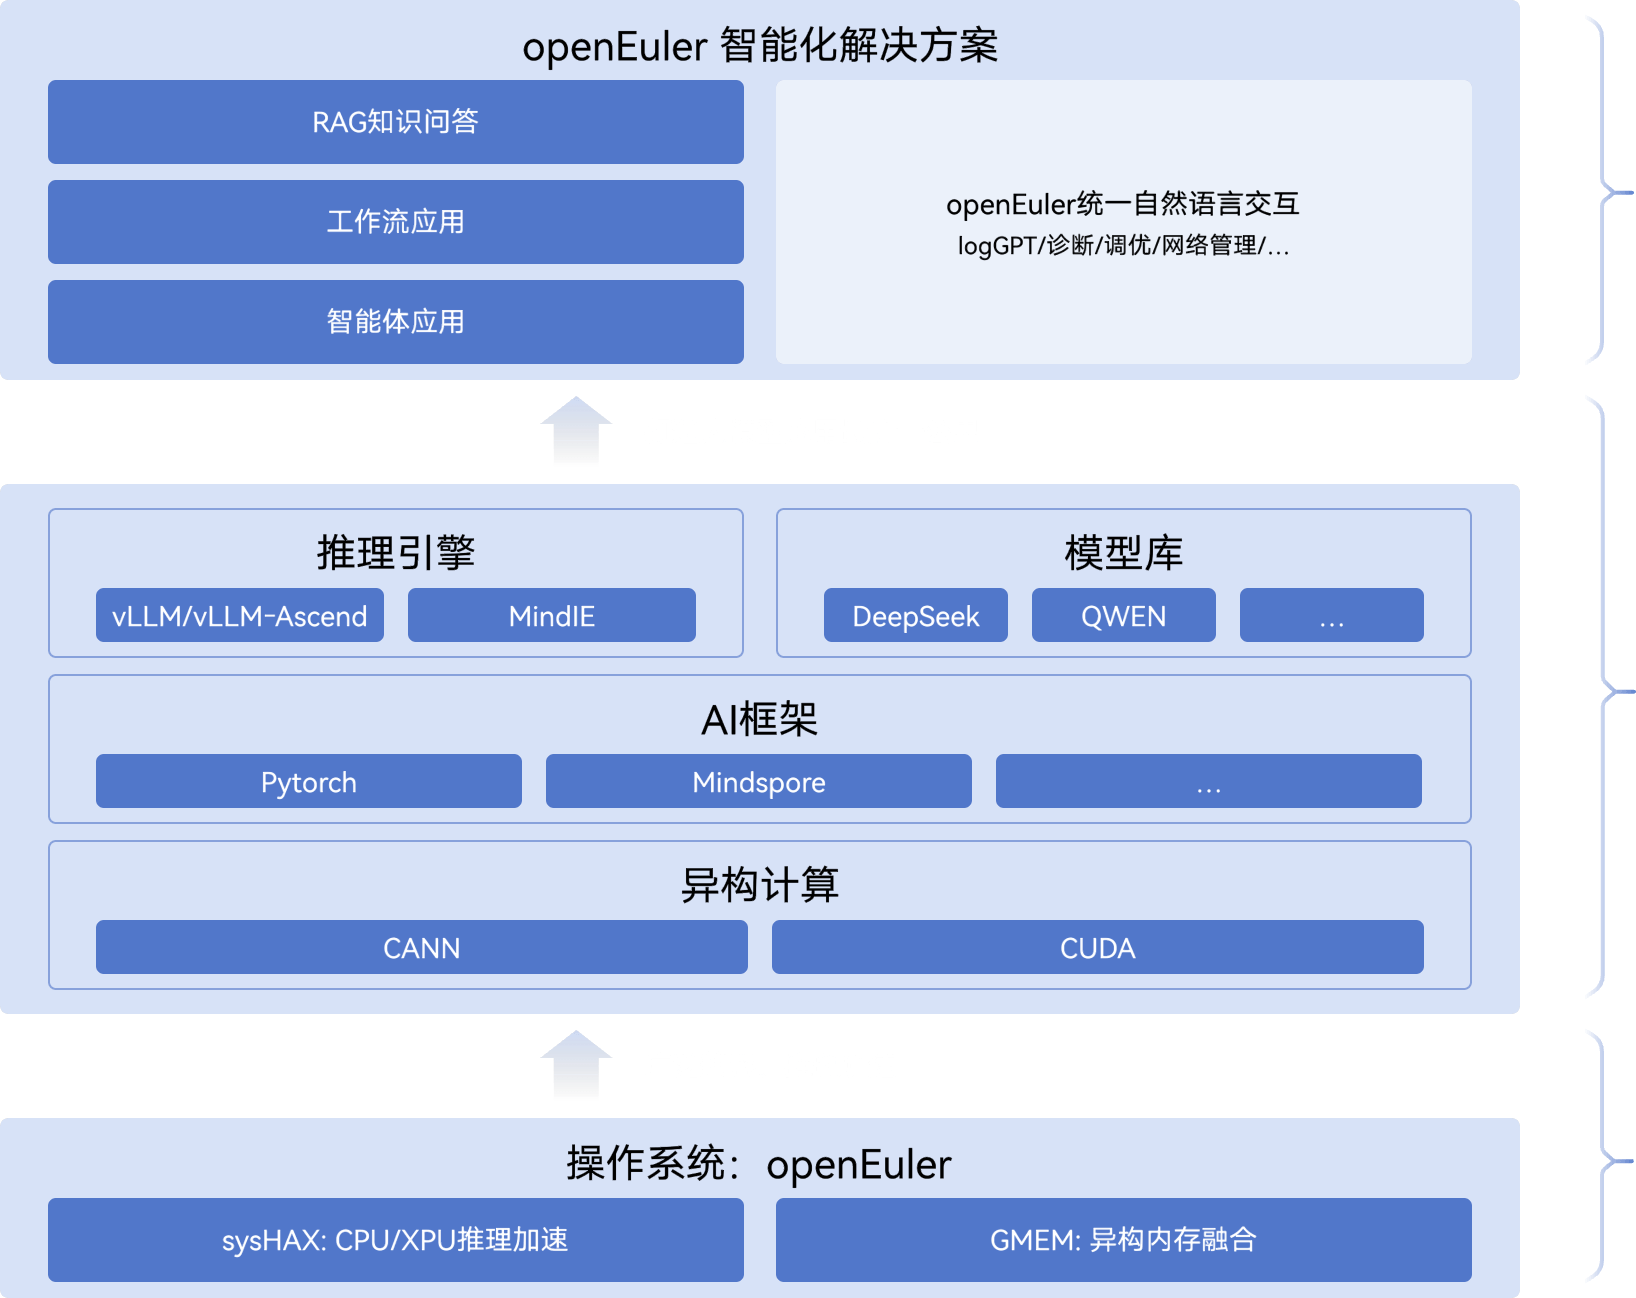 openEuler 智能化解决方案
RAG知识问答
工作流应用
智能体应用
openEuler统一自然语言交互
logGPT/诊断/调优/网络管理/...
推理引擎
vLLM/vLLM-Ascend
MindIE
模型库
DeepSeek
QWEN
...
AI框架
Pytorch
Mindspore
...
异构计算
CANN
CUDA
操作系统：openEuler
sysHAX: CPU/XPU推理加速
GMEM: 异构内存融合